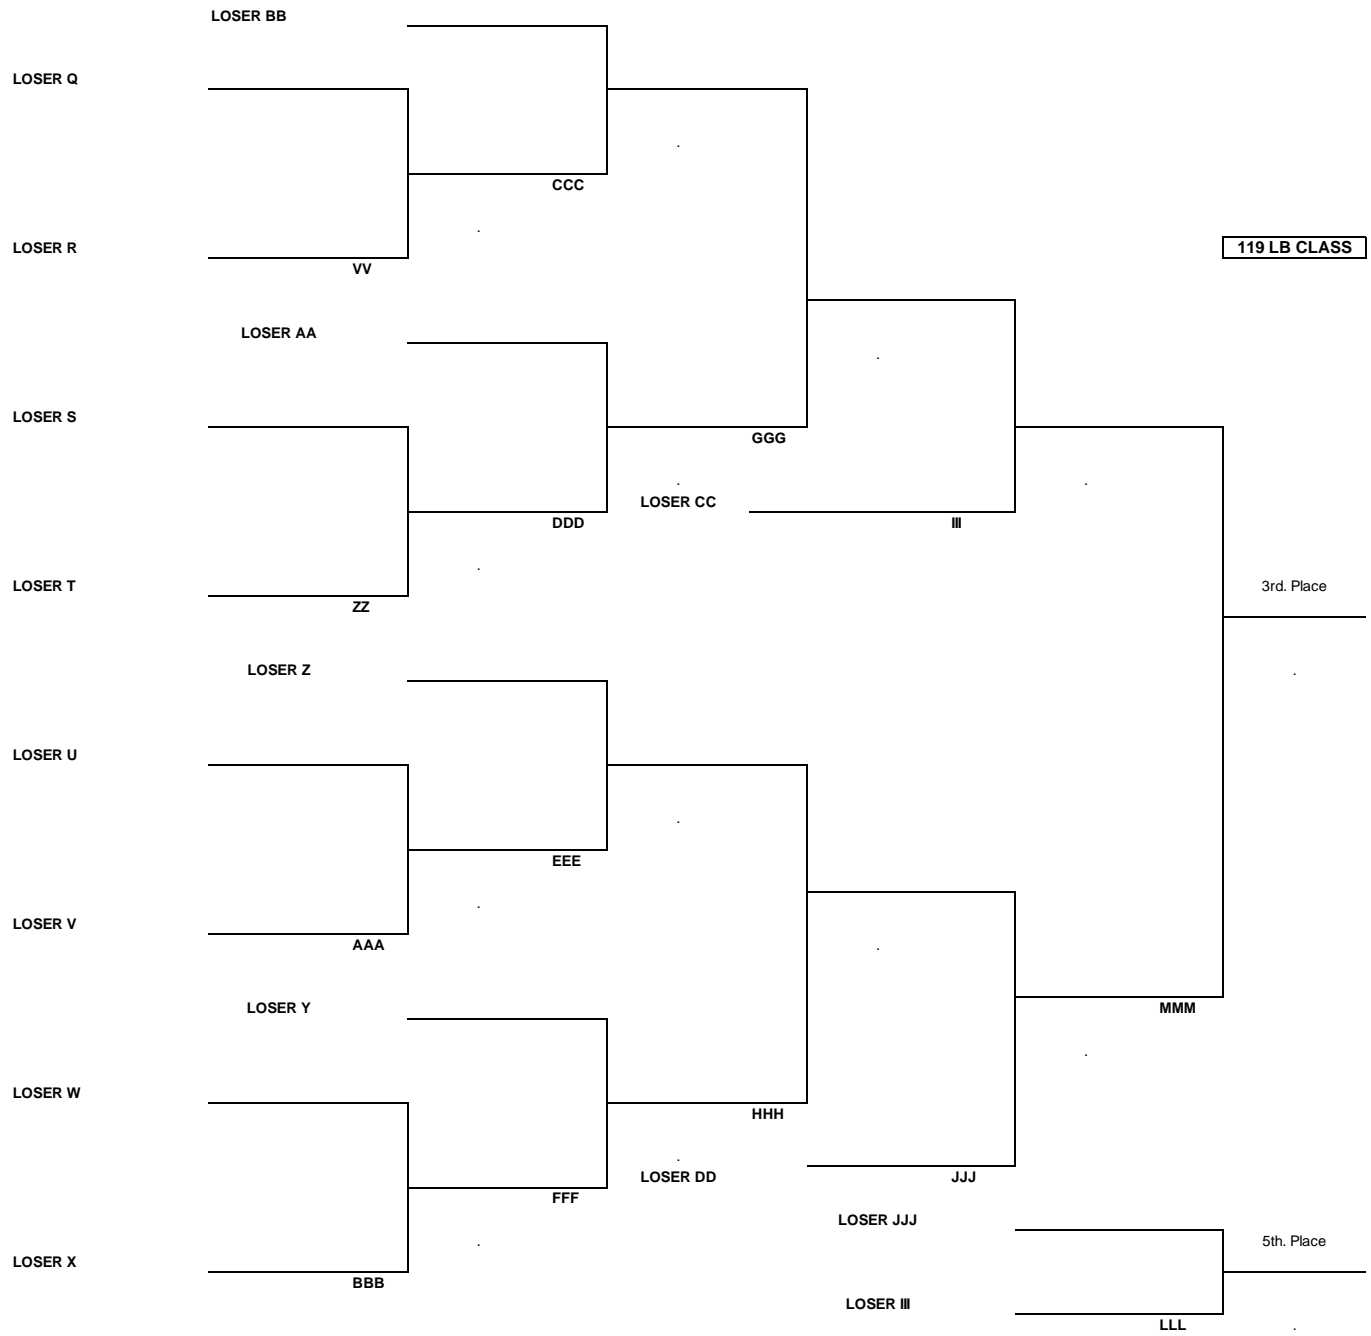 LOSER BB
LOSER Q
CCC
LOSER R
119 LB CLASS
VV
LOSER AA
LOSER S
GGG
LOSER CC
DDD
III
LOSER T
3rd. Place
ZZ
LOSER Z
LOSER U
EEE
LOSER V
AAA
LOSER Y
MMM
LOSER W
HHH
LOSER DD
JJJ
FFF
LOSER JJJ
5th. Place
LOSER X
BBB
LOSER III
LLL